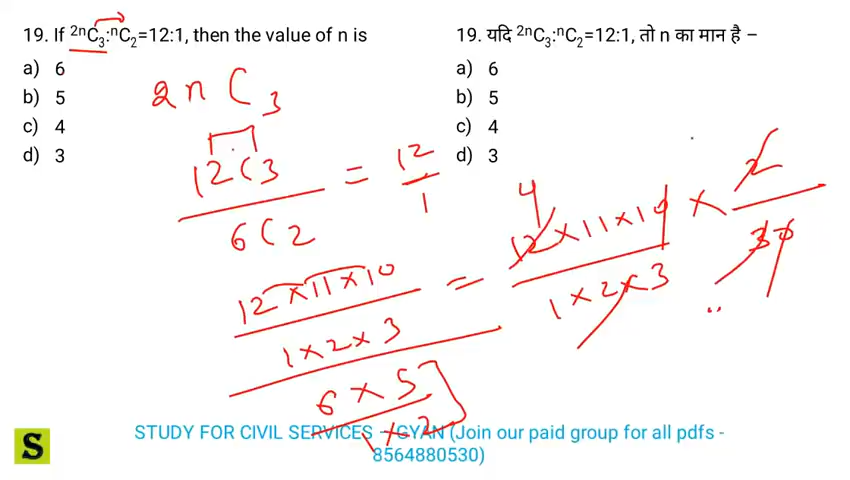 19. If ²ⁿC₃:ⁿC₂=12:1, then the value of n is
a) 6
b) 5
c) 4
d) 3
19. यदि ²ⁿC₃:ⁿC₂=12:1, तो n का मान है –
a) 6
b) 5
c) 4
d) 3
2n C₃
12C3 / 6C2 = 12/1
(12×11×10 / 1×2×3) / (6×5 / 1×2) = 12×11×10 / 1×2×3 × 2/30
4
S
STUDY FOR CIVIL SERVICES – GYAN (Join our paid group for all pdfs -
8564880530)